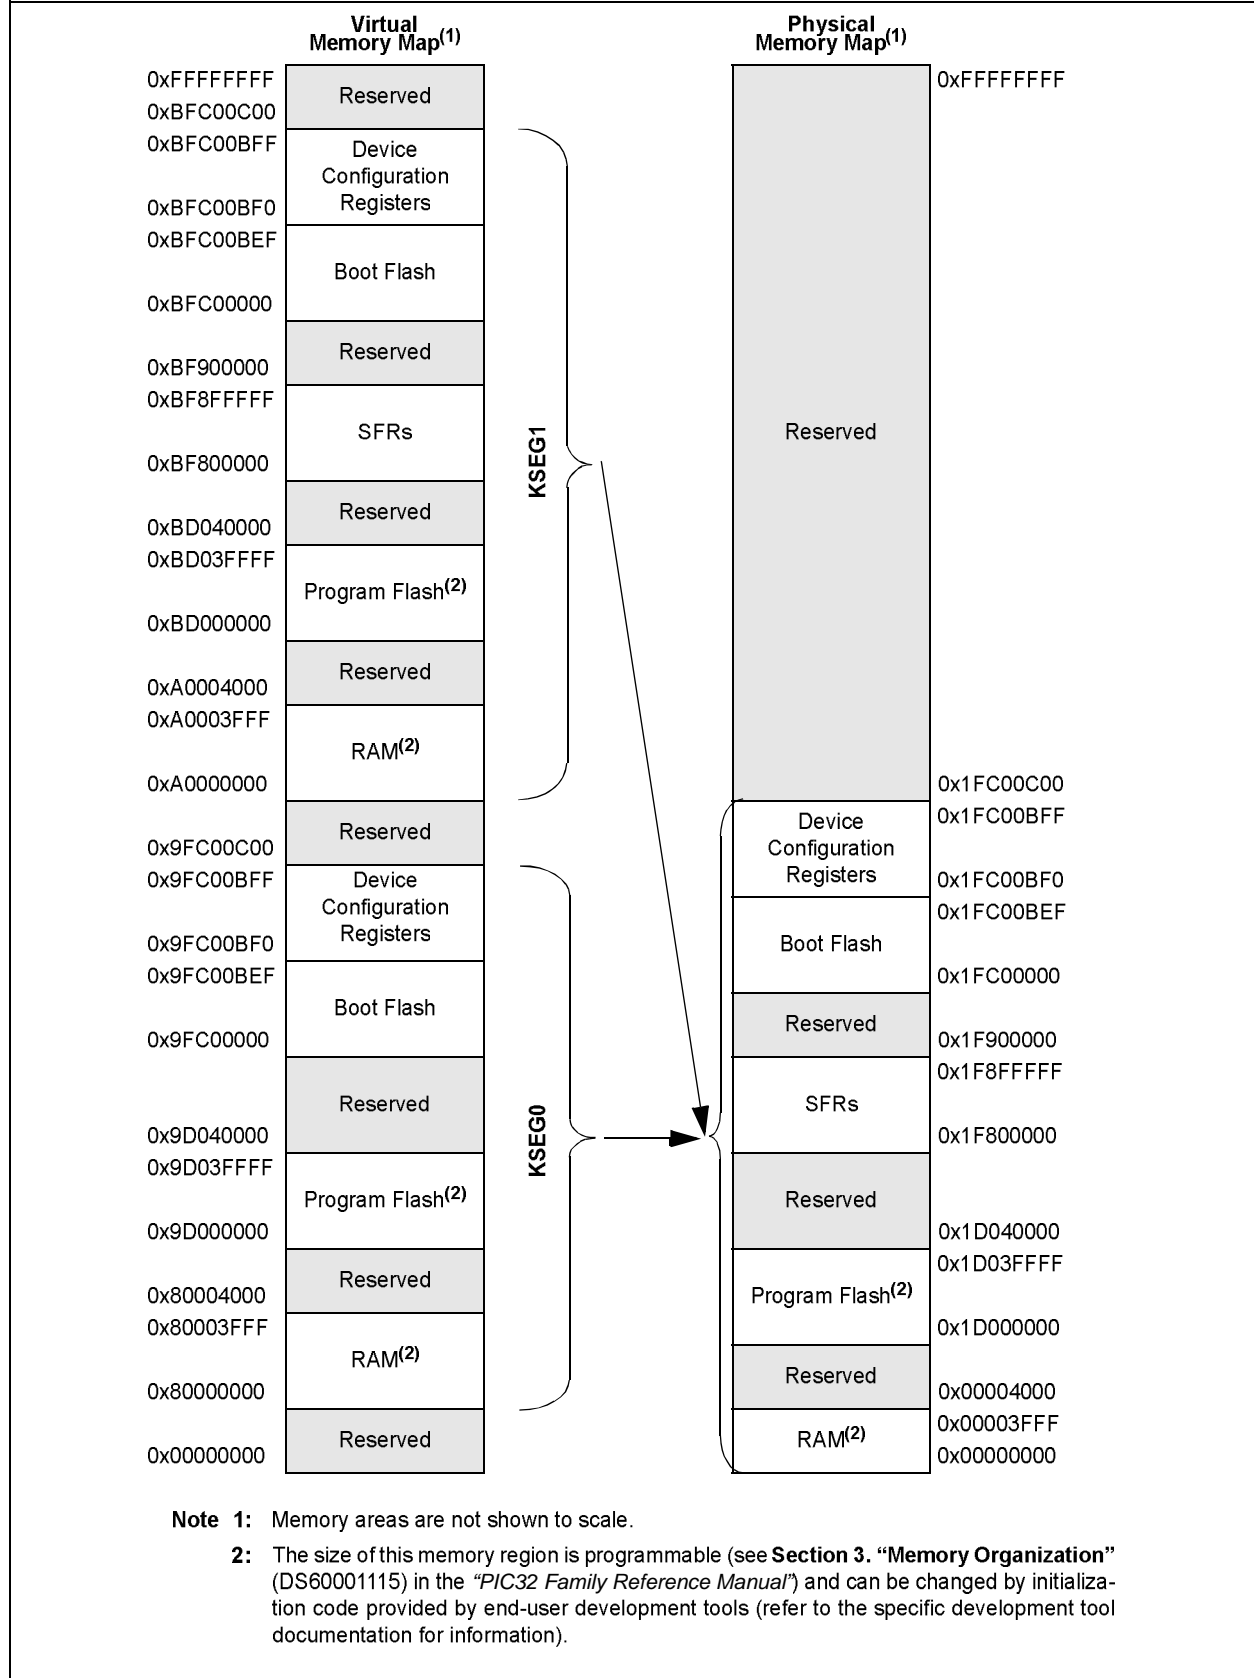 Virtual
Memory Map(1)
Physical
Memory Map(1)
0xFFFFFFFF
Reserved
0xBFC00C00
0xBFC00BFF
Device
Configuration
Registers
0xBFC00BF0
0xBFC00BEF
Boot Flash
0xBFC00000
Reserved
0xBF900000
0xBF8FFFFF
SFRs
0xBF800000
Reserved
0xBD040000
0xBD03FFFF
Program Flash(2)
0xBD000000
Reserved
0xA0004000
0xA0003FFF
RAM(2)
0xA0000000
Reserved
0x9FC00C00
0x9FC00BFF
Device
Configuration
Registers
0x9FC00BF0
0x9FC00BEF
Boot Flash
0x9FC00000
Reserved
0x9D040000
0x9D03FFFF
Program Flash(2)
0x9D000000
Reserved
0x80004000
0x80003FFF
RAM(2)
0x80000000
Reserved
0x00000000
KSEG1
KSEG0
0xFFFFFFFF
Reserved
0x1FC00C00
0x1FC00BFF
Device
Configuration
Registers
0x1FC00BF0
0x1FC00BEF
Boot Flash
0x1FC00000
Reserved
0x1F900000
0x1F8FFFFF
SFRs
0x1F800000
Reserved
0x1D040000
0x1D03FFFF
Program Flash(2)
0x1D000000
Reserved
0x00004000
0x00003FFF
RAM(2)
0x00000000
Note 1: Memory areas are not shown to scale.
2: The size of this memory region is programmable (see Section 3. “Memory Organization”
(DS60001115) in the “PIC32 Family Reference Manual”) and can be changed by initializa-
tion code provided by end-user development tools (refer to the specific development tool
documentation for information).